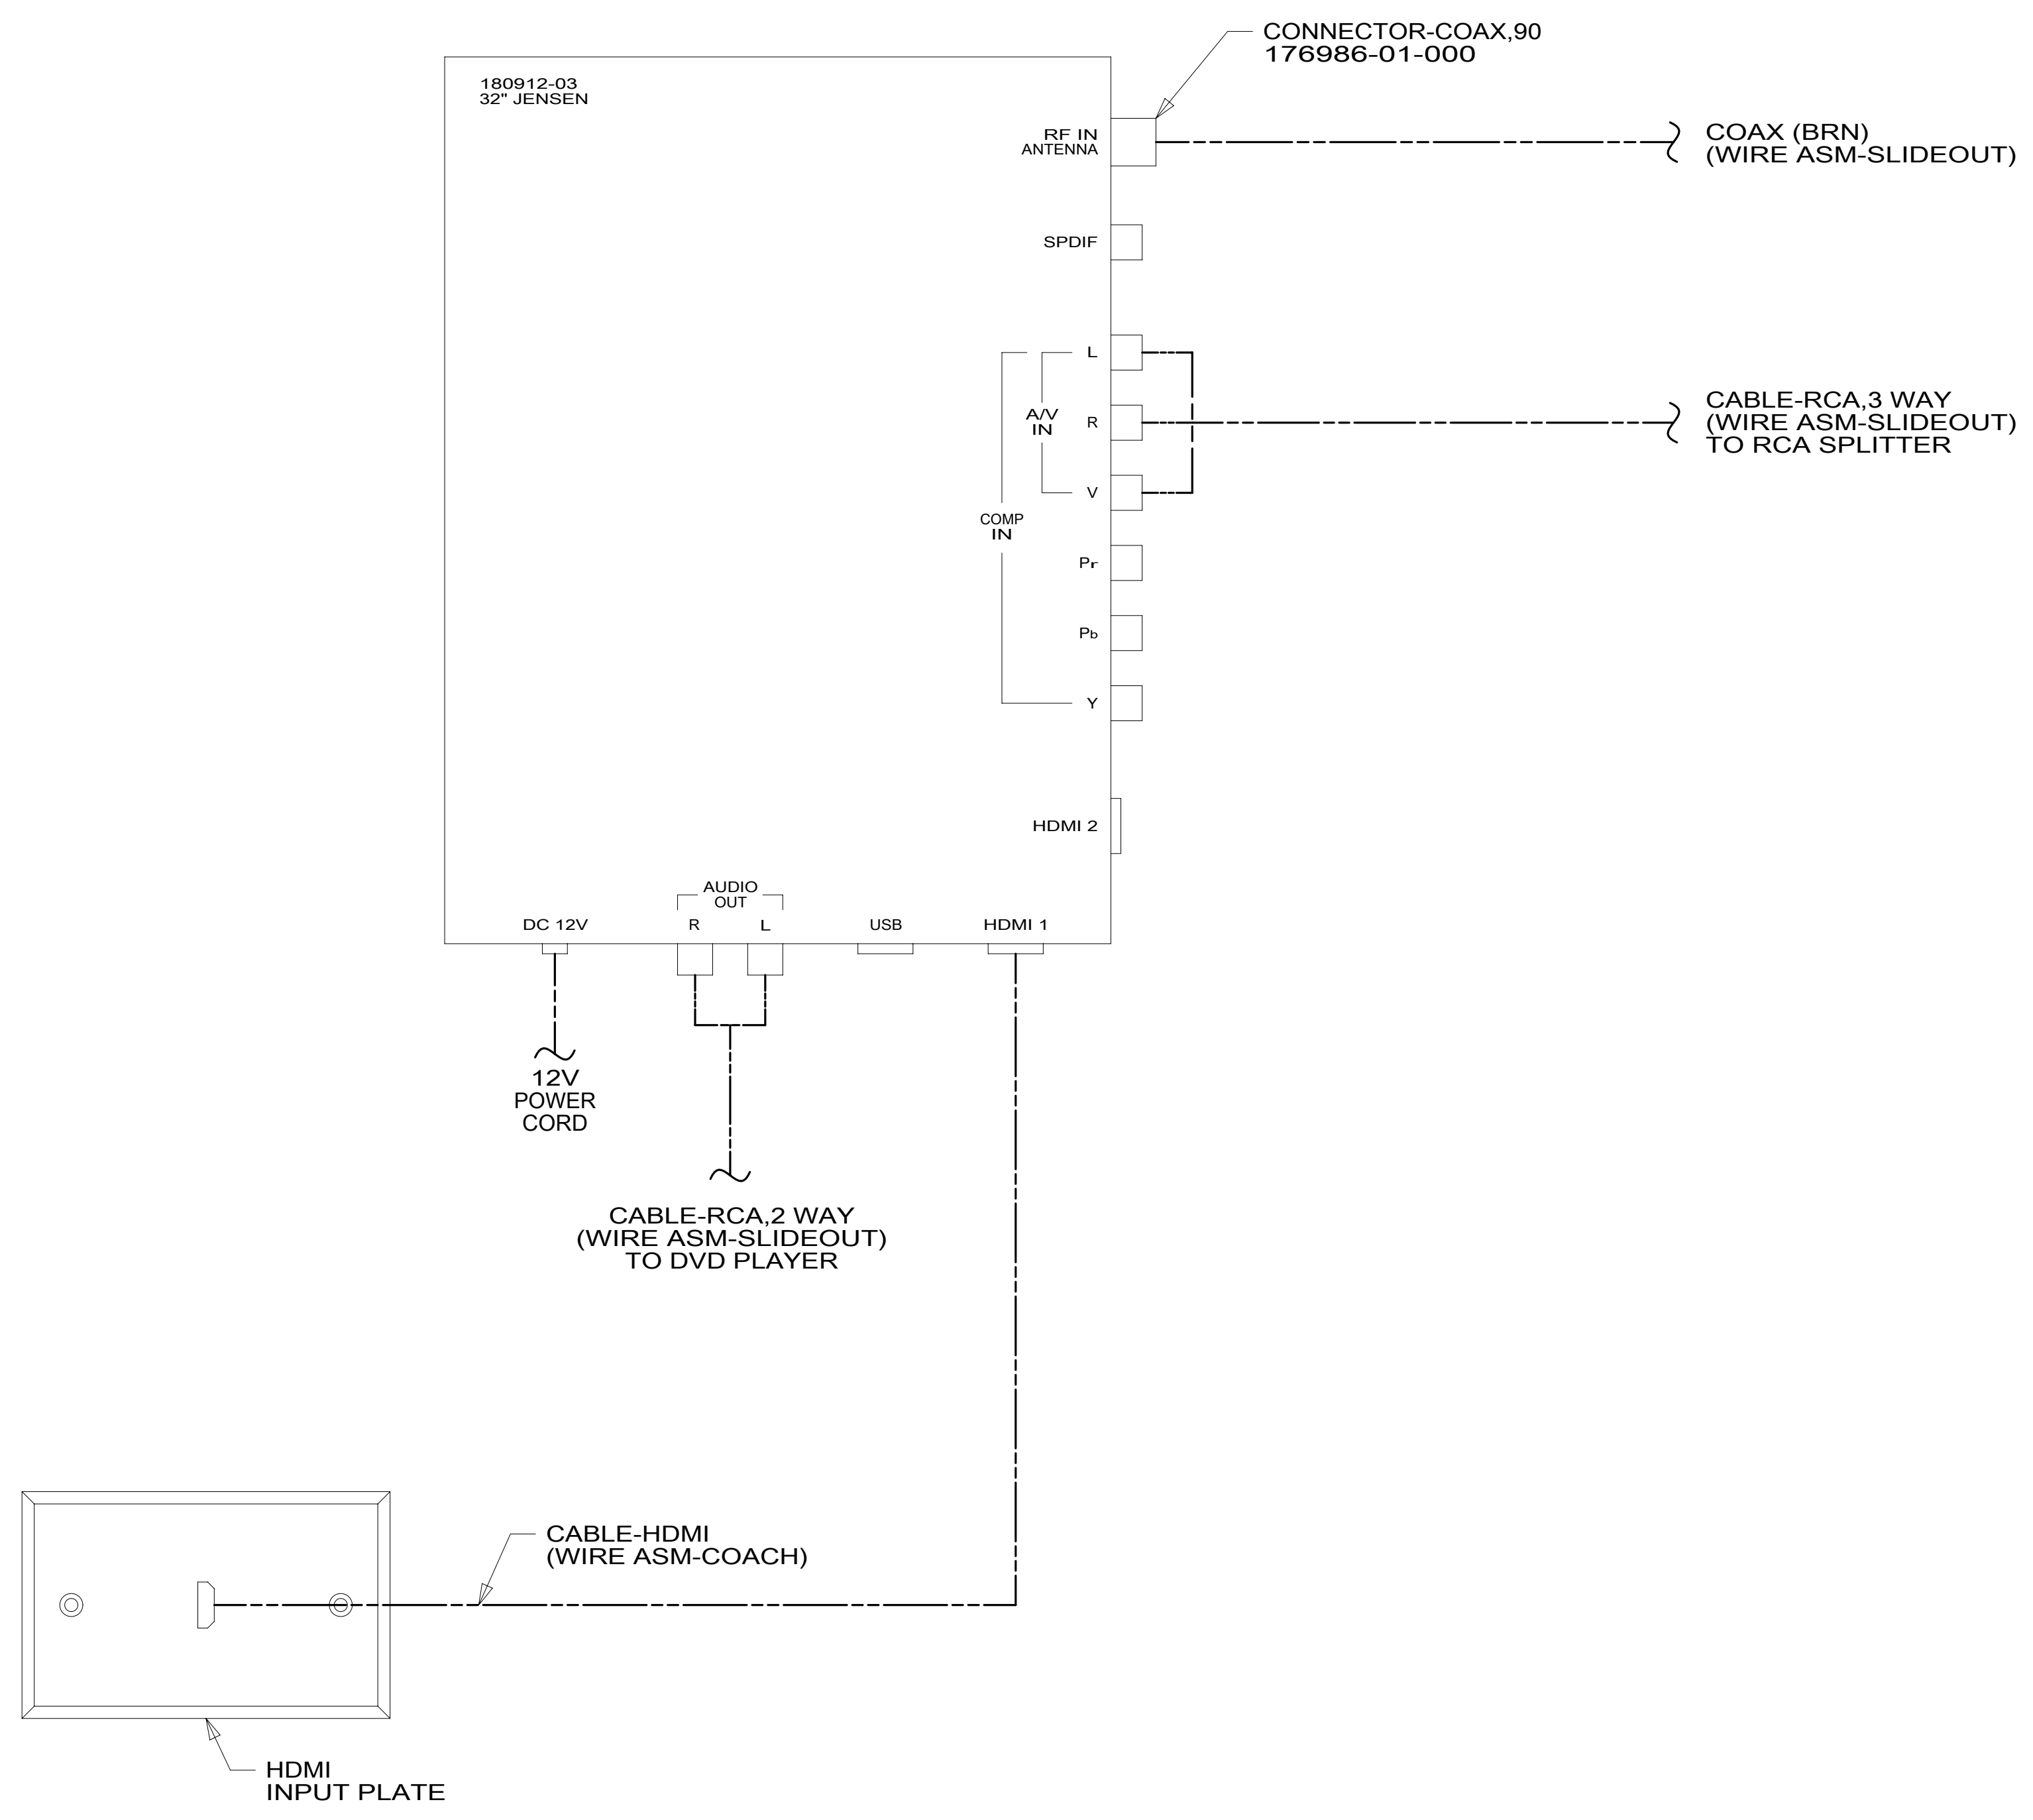 CONNECTOR-COAX,90
176986-01-000
180912-03
32" JENSEN
RF IN
ANTENNA
COAX (BRN)
(WIRE ASM-SLIDEOUT)
SPDIF
L
A/V
IN
R
CABLE-RCA,3 WAY
(WIRE ASM-SLIDEOUT)
TO RCA SPLITTER
V
COMP
IN
Pr
Pb
Y
HDMI 2
AUDIO
OUT
DC 12V
R
L
USB
HDMI 1
12V
POWER
CORD
CABLE-RCA,2 WAY
(WIRE ASM-SLIDEOUT)
TO DVD PLAYER
CABLE-HDMI
(WIRE ASM-COACH)
HDMI
INPUT PLATE